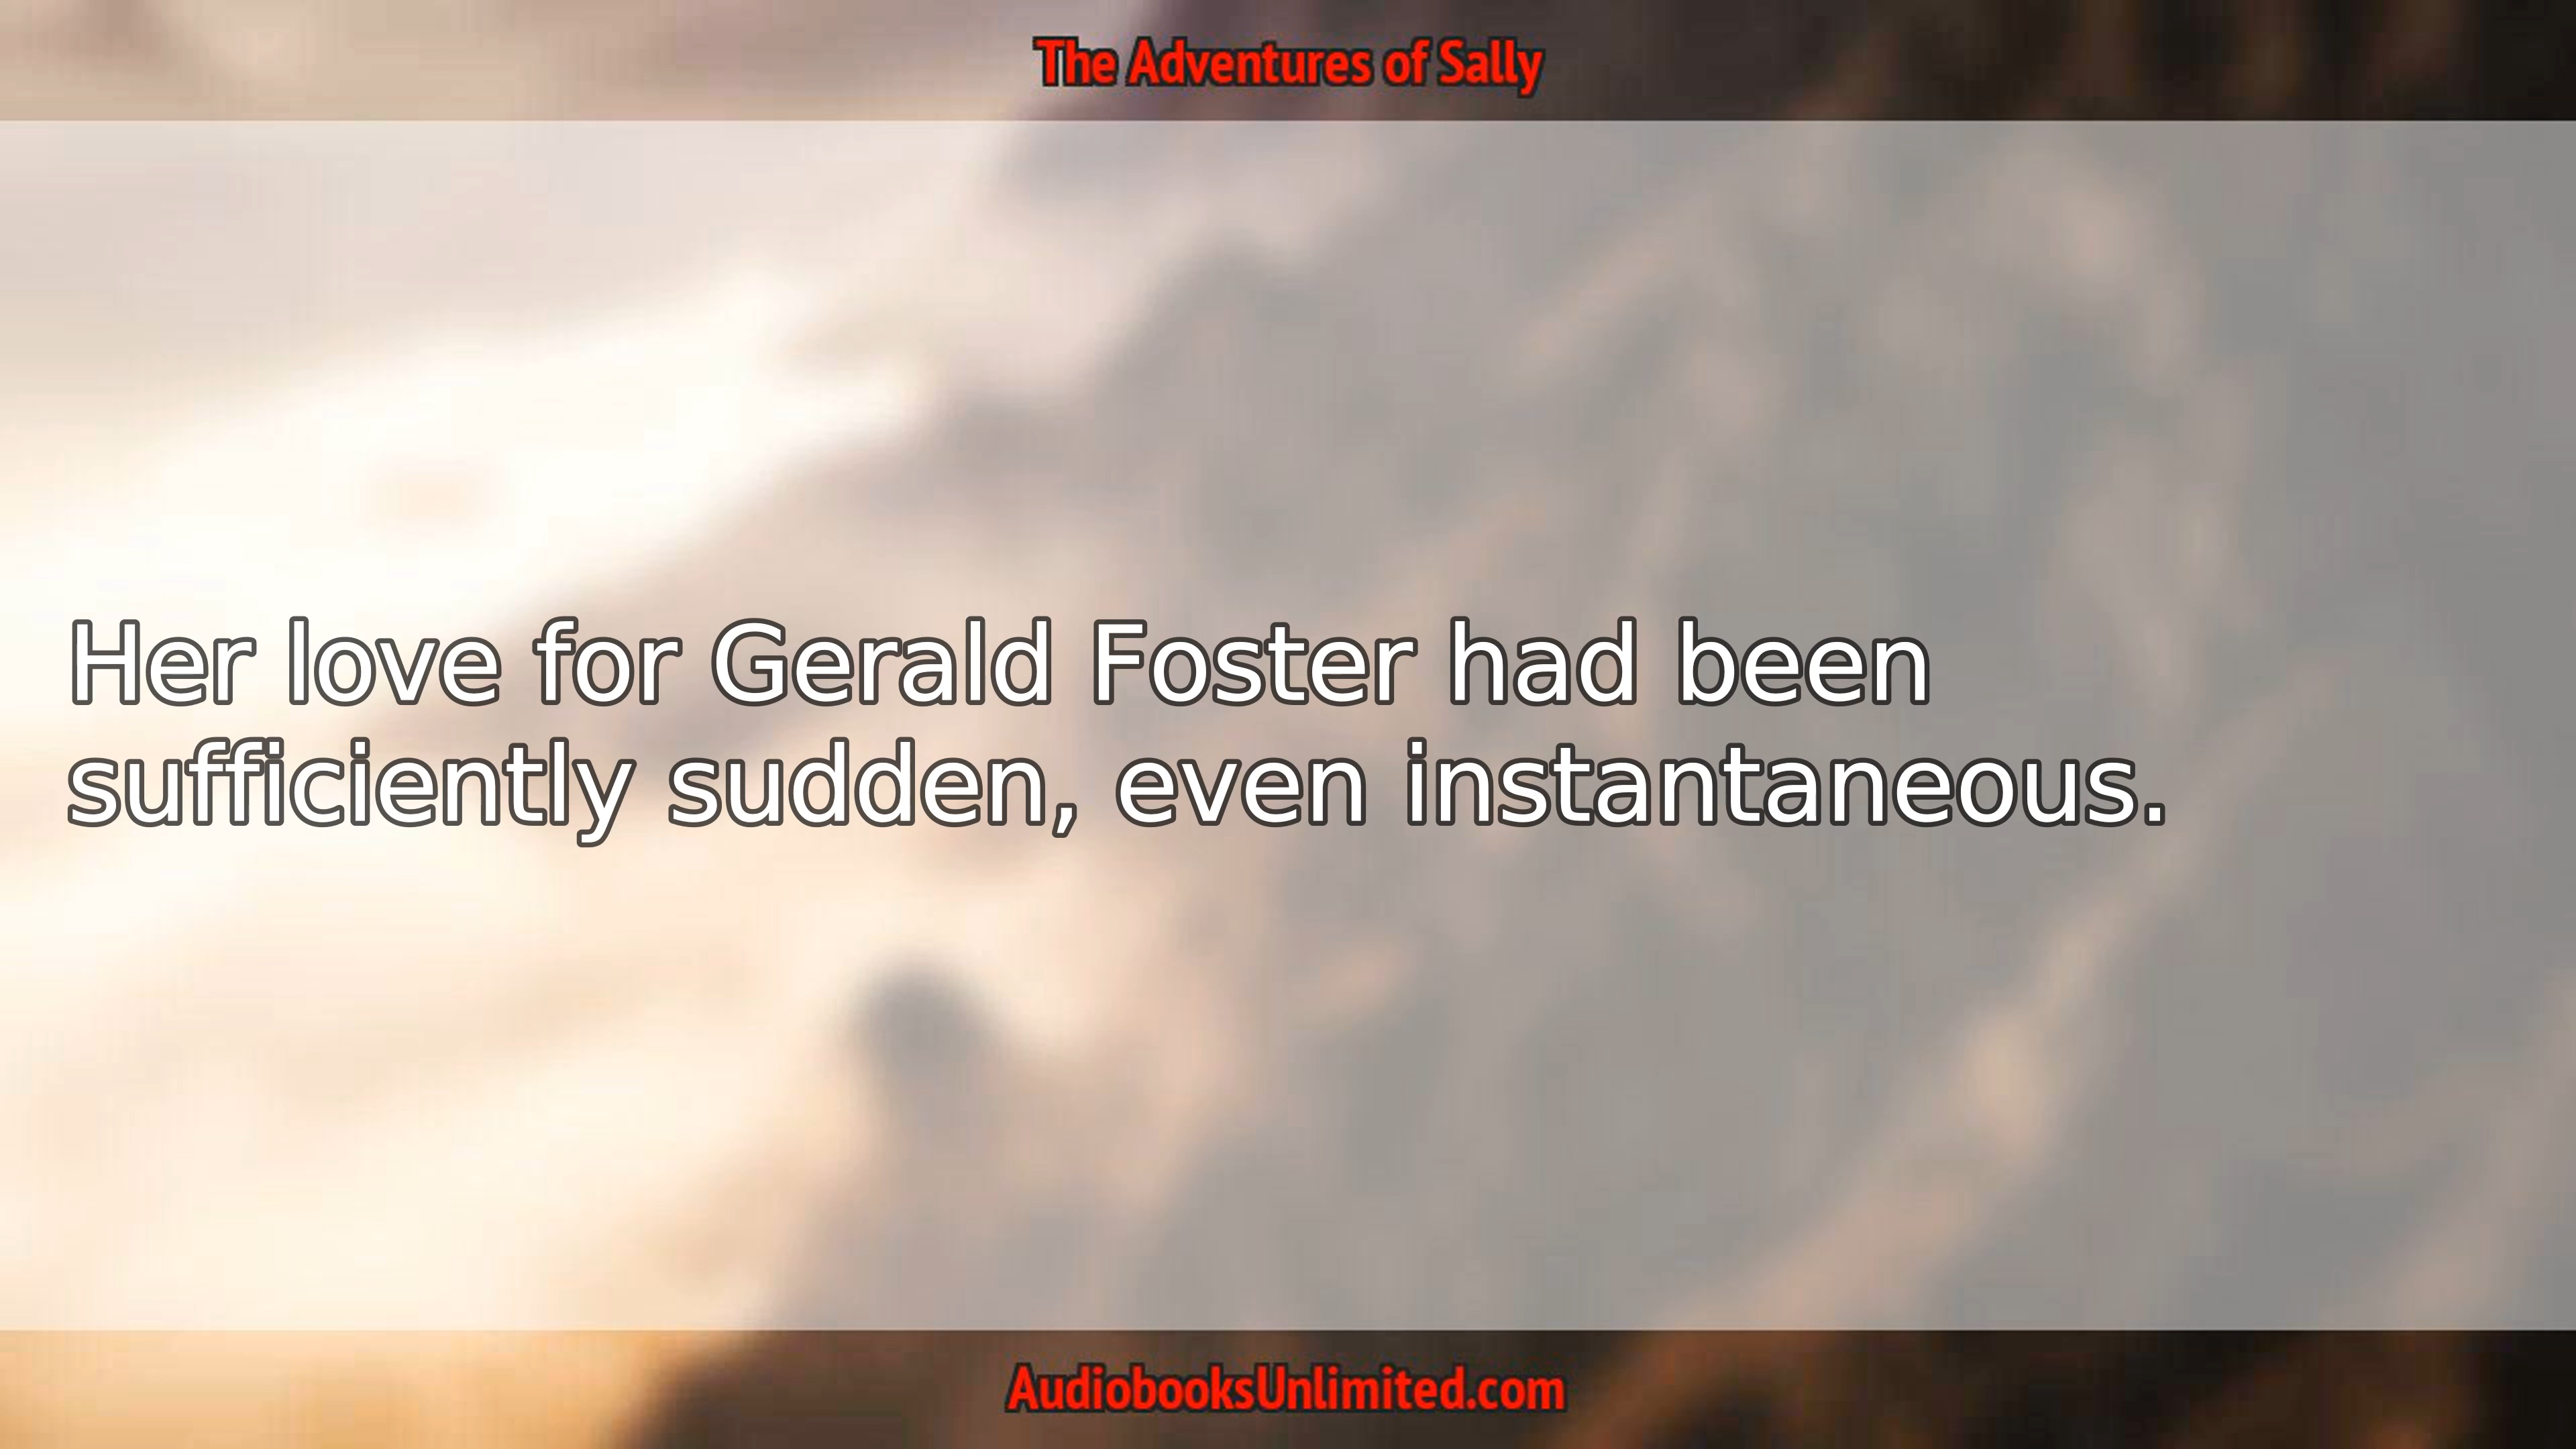 The Adventures of Sally
Her love for Gerald Foster had been
sufficiently sudden, even instantaneous.
AudiobooksUnlimited.com